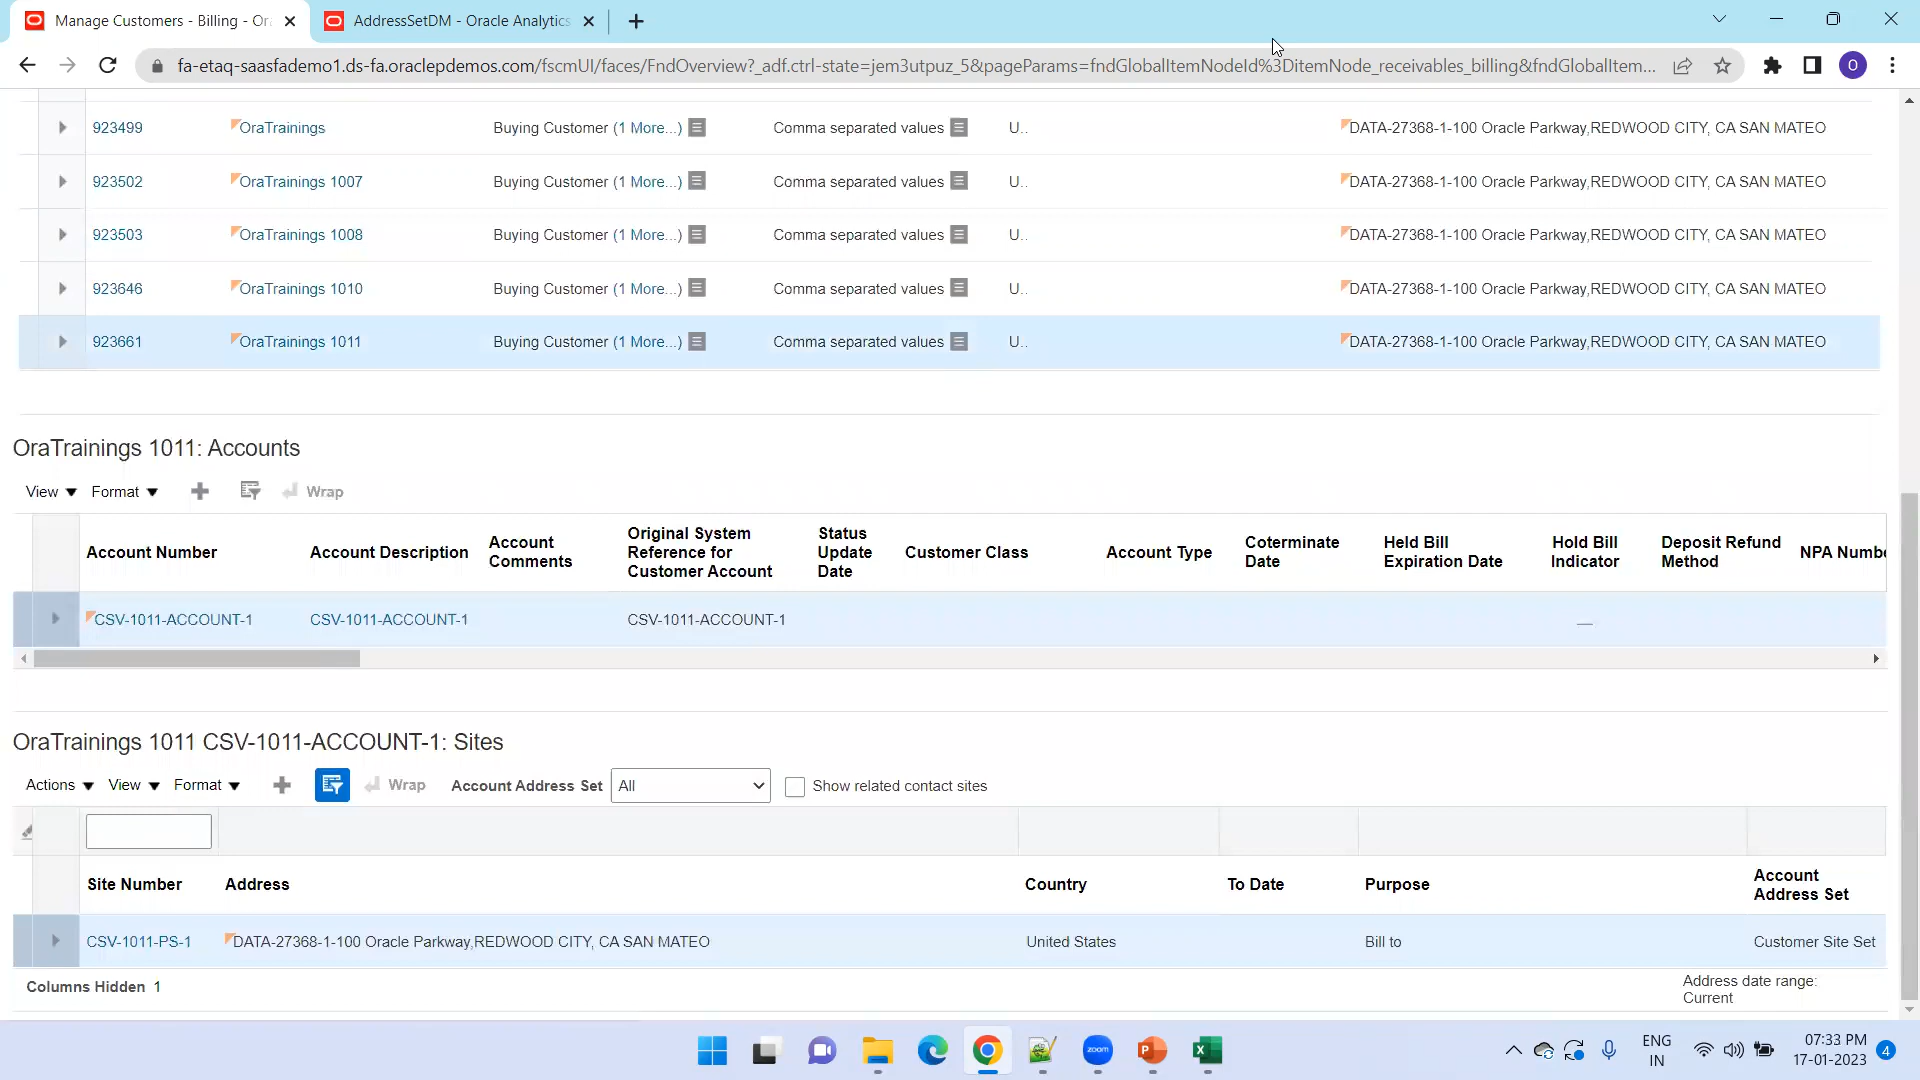 Manage Customers - Billing - Or
AddressSetDM - Oracle Analytics
fa-etaq-saasfademo1.ds-fa.oraclepdemos.com/fscmUI/faces/FndOverview?_adf.ctrl-state=jem3utpuz_5&pageParams=fndGlobalItemNodeId%3DitemNode_receivables_billing&fndGlobalItem...
O
923499 OraTrainings Buying Customer (1 More...) Comma separated values U.. DATA-27368-1-100 Oracle Parkway,REDWOOD CITY, CA SAN MATEO
923502 OraTrainings 1007 Buying Customer (1 More...) Comma separated values U.. DATA-27368-1-100 Oracle Parkway,REDWOOD CITY, CA SAN MATEO
923503 OraTrainings 1008 Buying Customer (1 More...) Comma separated values U.. DATA-27368-1-100 Oracle Parkway,REDWOOD CITY, CA SAN MATEO
923646 OraTrainings 1010 Buying Customer (1 More...) Comma separated values U.. DATA-27368-1-100 Oracle Parkway,REDWOOD CITY, CA SAN MATEO
923661 OraTrainings 1011 Buying Customer (1 More...) Comma separated values U.. DATA-27368-1-100 Oracle Parkway,REDWOOD CITY, CA SAN MATEO
OraTrainings 1011: Accounts
View Format Wrap
Account Number
Account Description
Account
Comments
Original System
Reference for
Customer Account
Status
Update
Date
Customer Class
Account Type
Coterminate
Date
Held Bill
Expiration Date
Hold Bill
Indicator
Deposit Refund
Method
NPA Numbe
CSV-1011-ACCOUNT-1 CSV-1011-ACCOUNT-1 CSV-1011-ACCOUNT-1
OraTrainings 1011 CSV-1011-ACCOUNT-1: Sites
Actions View Format Wrap Account Address Set All Show related contact sites
Site Number
Address
Country
To Date
Purpose
Account
Address Set
CSV-1011-PS-1 DATA-27368-1-100 Oracle Parkway,REDWOOD CITY, CA SAN MATEO United States Bill to Customer Site Set
Columns Hidden 1
Address date range:
Current
zoom
ENG
IN
07:33 PM
17-01-2023
4